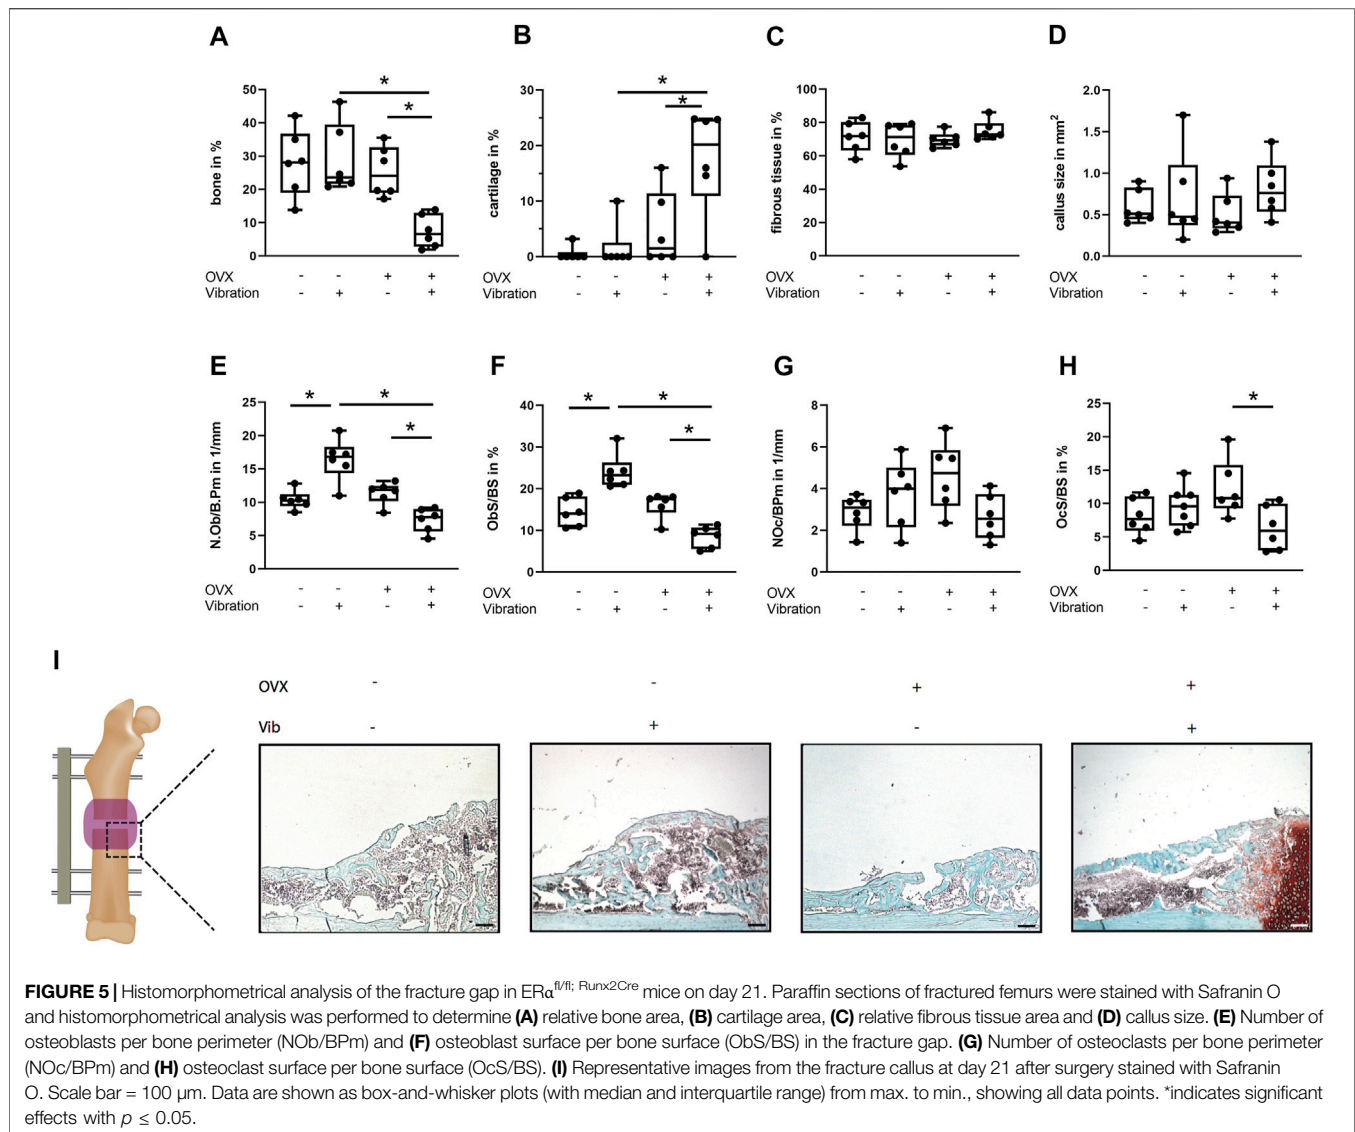 A B C D
* *
bone in %
50
40
30
20
10
0
OVX - - + +
Vibration - + - +
* *
cartilage in %
30
20
10
0
OVX - - + +
Vibration - + - +
fibrous tissue in %
100
80
60
40
20
0
OVX - - + +
Vibration - + - +
callus size in mm²
2.0
1.5
1.0
0.5
0.0
OVX - - + +
Vibration - + - +
E F G H
* * *
N.Ob/B.Pm in 1/mm
25
20
15
10
5
0
OVX - - + +
Vibration - + - +
* * *
ObS/BS in %
40
30
20
10
0
OVX - - + +
Vibration - + - +
NOc/BPm in 1/mm
8
6
4
2
0
OVX - - + +
Vibration - + - +
*
OcS/BS in %
25
20
15
10
5
0
OVX - - + +
Vibration - + - +
I
OVX - - + +
Vib - + - +
FIGURE 5 | Histomorphometrical analysis of the fracture gap in ERα^fl/fl; Runx2Cre mice on day 21. Paraffin sections of fractured femurs were stained with Safranin O
and histomorphometrical analysis was performed to determine (A) relative bone area, (B) cartilage area, (C) relative fibrous tissue area and (D) callus size. (E) Number of
osteoblasts per bone perimeter (NOb/BPm) and (F) osteoblast surface per bone surface (ObS/BS) in the fracture gap. (G) Number of osteoclasts per bone perimeter
(NOc/BPm) and (H) osteoclast surface per bone surface (OcS/BS). (I) Representative images from the fracture callus at day 21 after surgery stained with Safranin
O. Scale bar = 100 µm. Data are shown as box-and-whisker plots (with median and interquartile range) from max. to min., showing all data points. *indicates significant
effects with p ≤ 0.05.